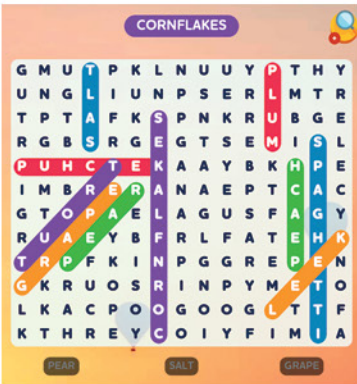 CORNFLAKES
G M U T P K L N U U Y P T H Y
U N G L I U N P S E R L M T R
T P T A F K S P N K R U B G E
R G B S R G E G T S E M I S L
P U H C T E K A A Y B K H P E
I M B R E R A N A E P T C A C
G T O P A E L A G U S F A G Y
R U A E Y B F R L F A T E H K
T R P F K I N P G G R E P E N
G K R U O S R I N P Y M E T O
L K A C P O O G O O G L T T F
K T H R E Y C O I Y F I M I A
PEAR SALT GRAPE